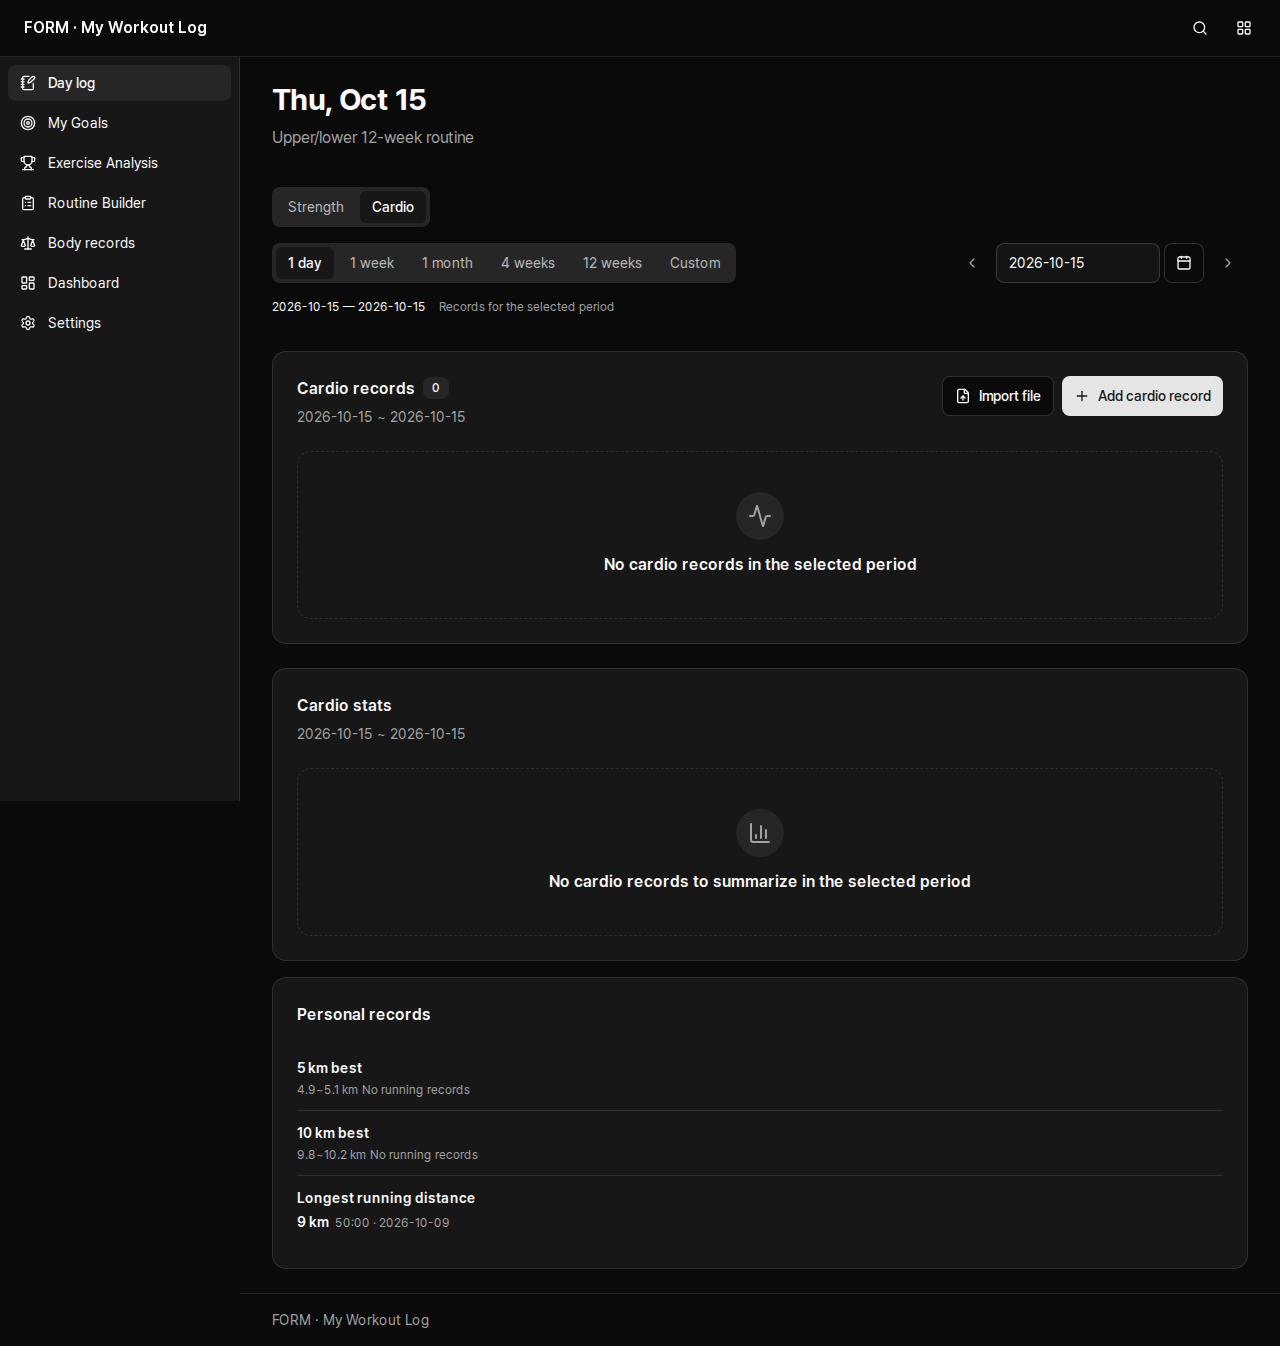 FORM · My Workout Log
Day log
My Goals
Exercise Analysis
Routine Builder
Body records
Dashboard
Settings
Thu, Oct 15
Upper/lower 12-week routine
Strength Cardio
1 day 1 week 1 month 4 weeks 12 weeks Custom
2026-10-15
2026-10-15 — 2026-10-15 Records for the selected period
Cardio records 0
2026-10-15 ~ 2026-10-15
Import file
Add cardio record
No cardio records in the selected period
Cardio stats
2026-10-15 ~ 2026-10-15
No cardio records to summarize in the selected period
Personal records
5 km best
4.9–5.1 km No running records
10 km best
9.8–10.2 km No running records
Longest running distance
9 km 50:00 · 2026-10-09
FORM · My Workout Log